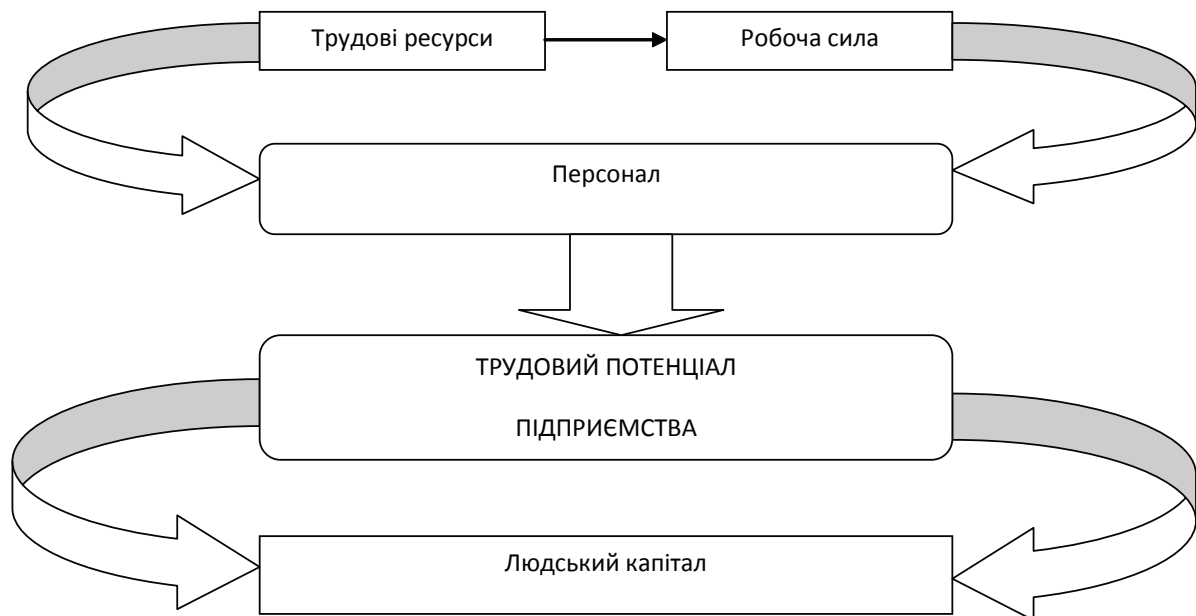 Трудові ресурси
Робоча сила
Персонал
ТРУДОВИЙ ПОТЕНЦІАЛ
ПІДПРИЄМСТВА
Людський капітал